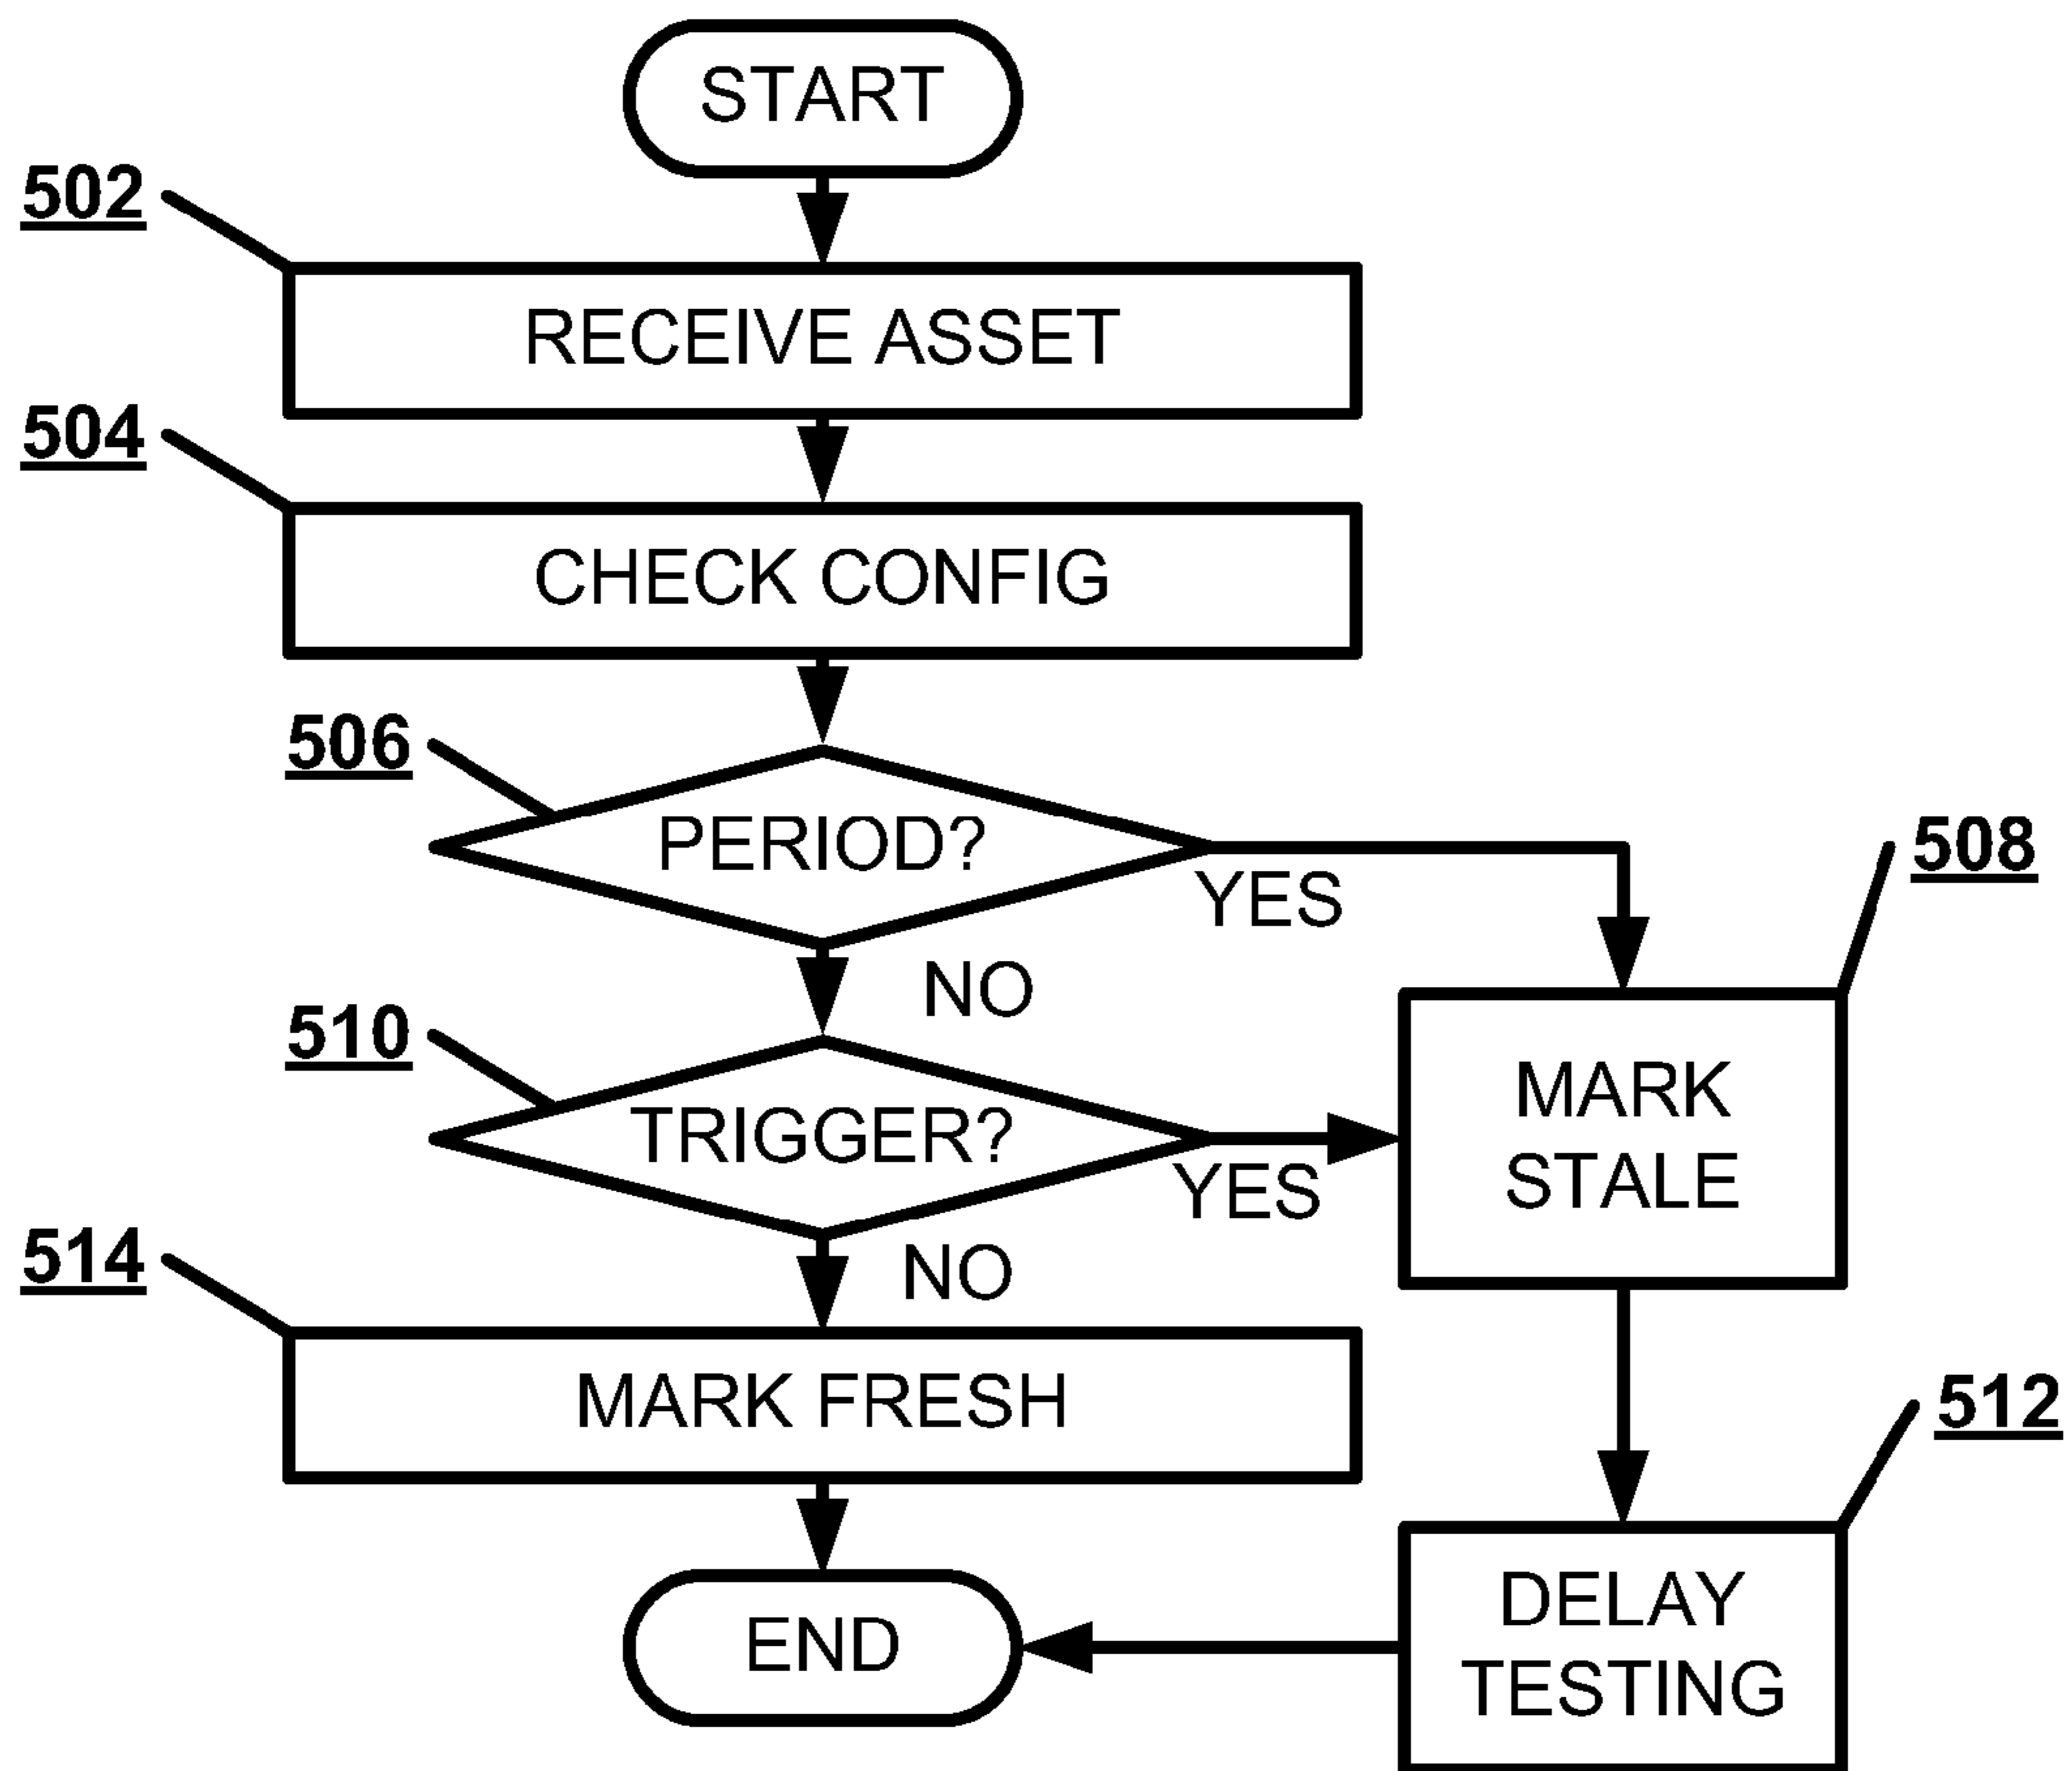 START
502
RECEIVE ASSET
504
CHECK CONFIG
506
PERIOD?
YES
508
NO
510
TRIGGER?
YES
MARK
STALE
514
NO
MARK FRESH
512
END
DELAY
TESTING